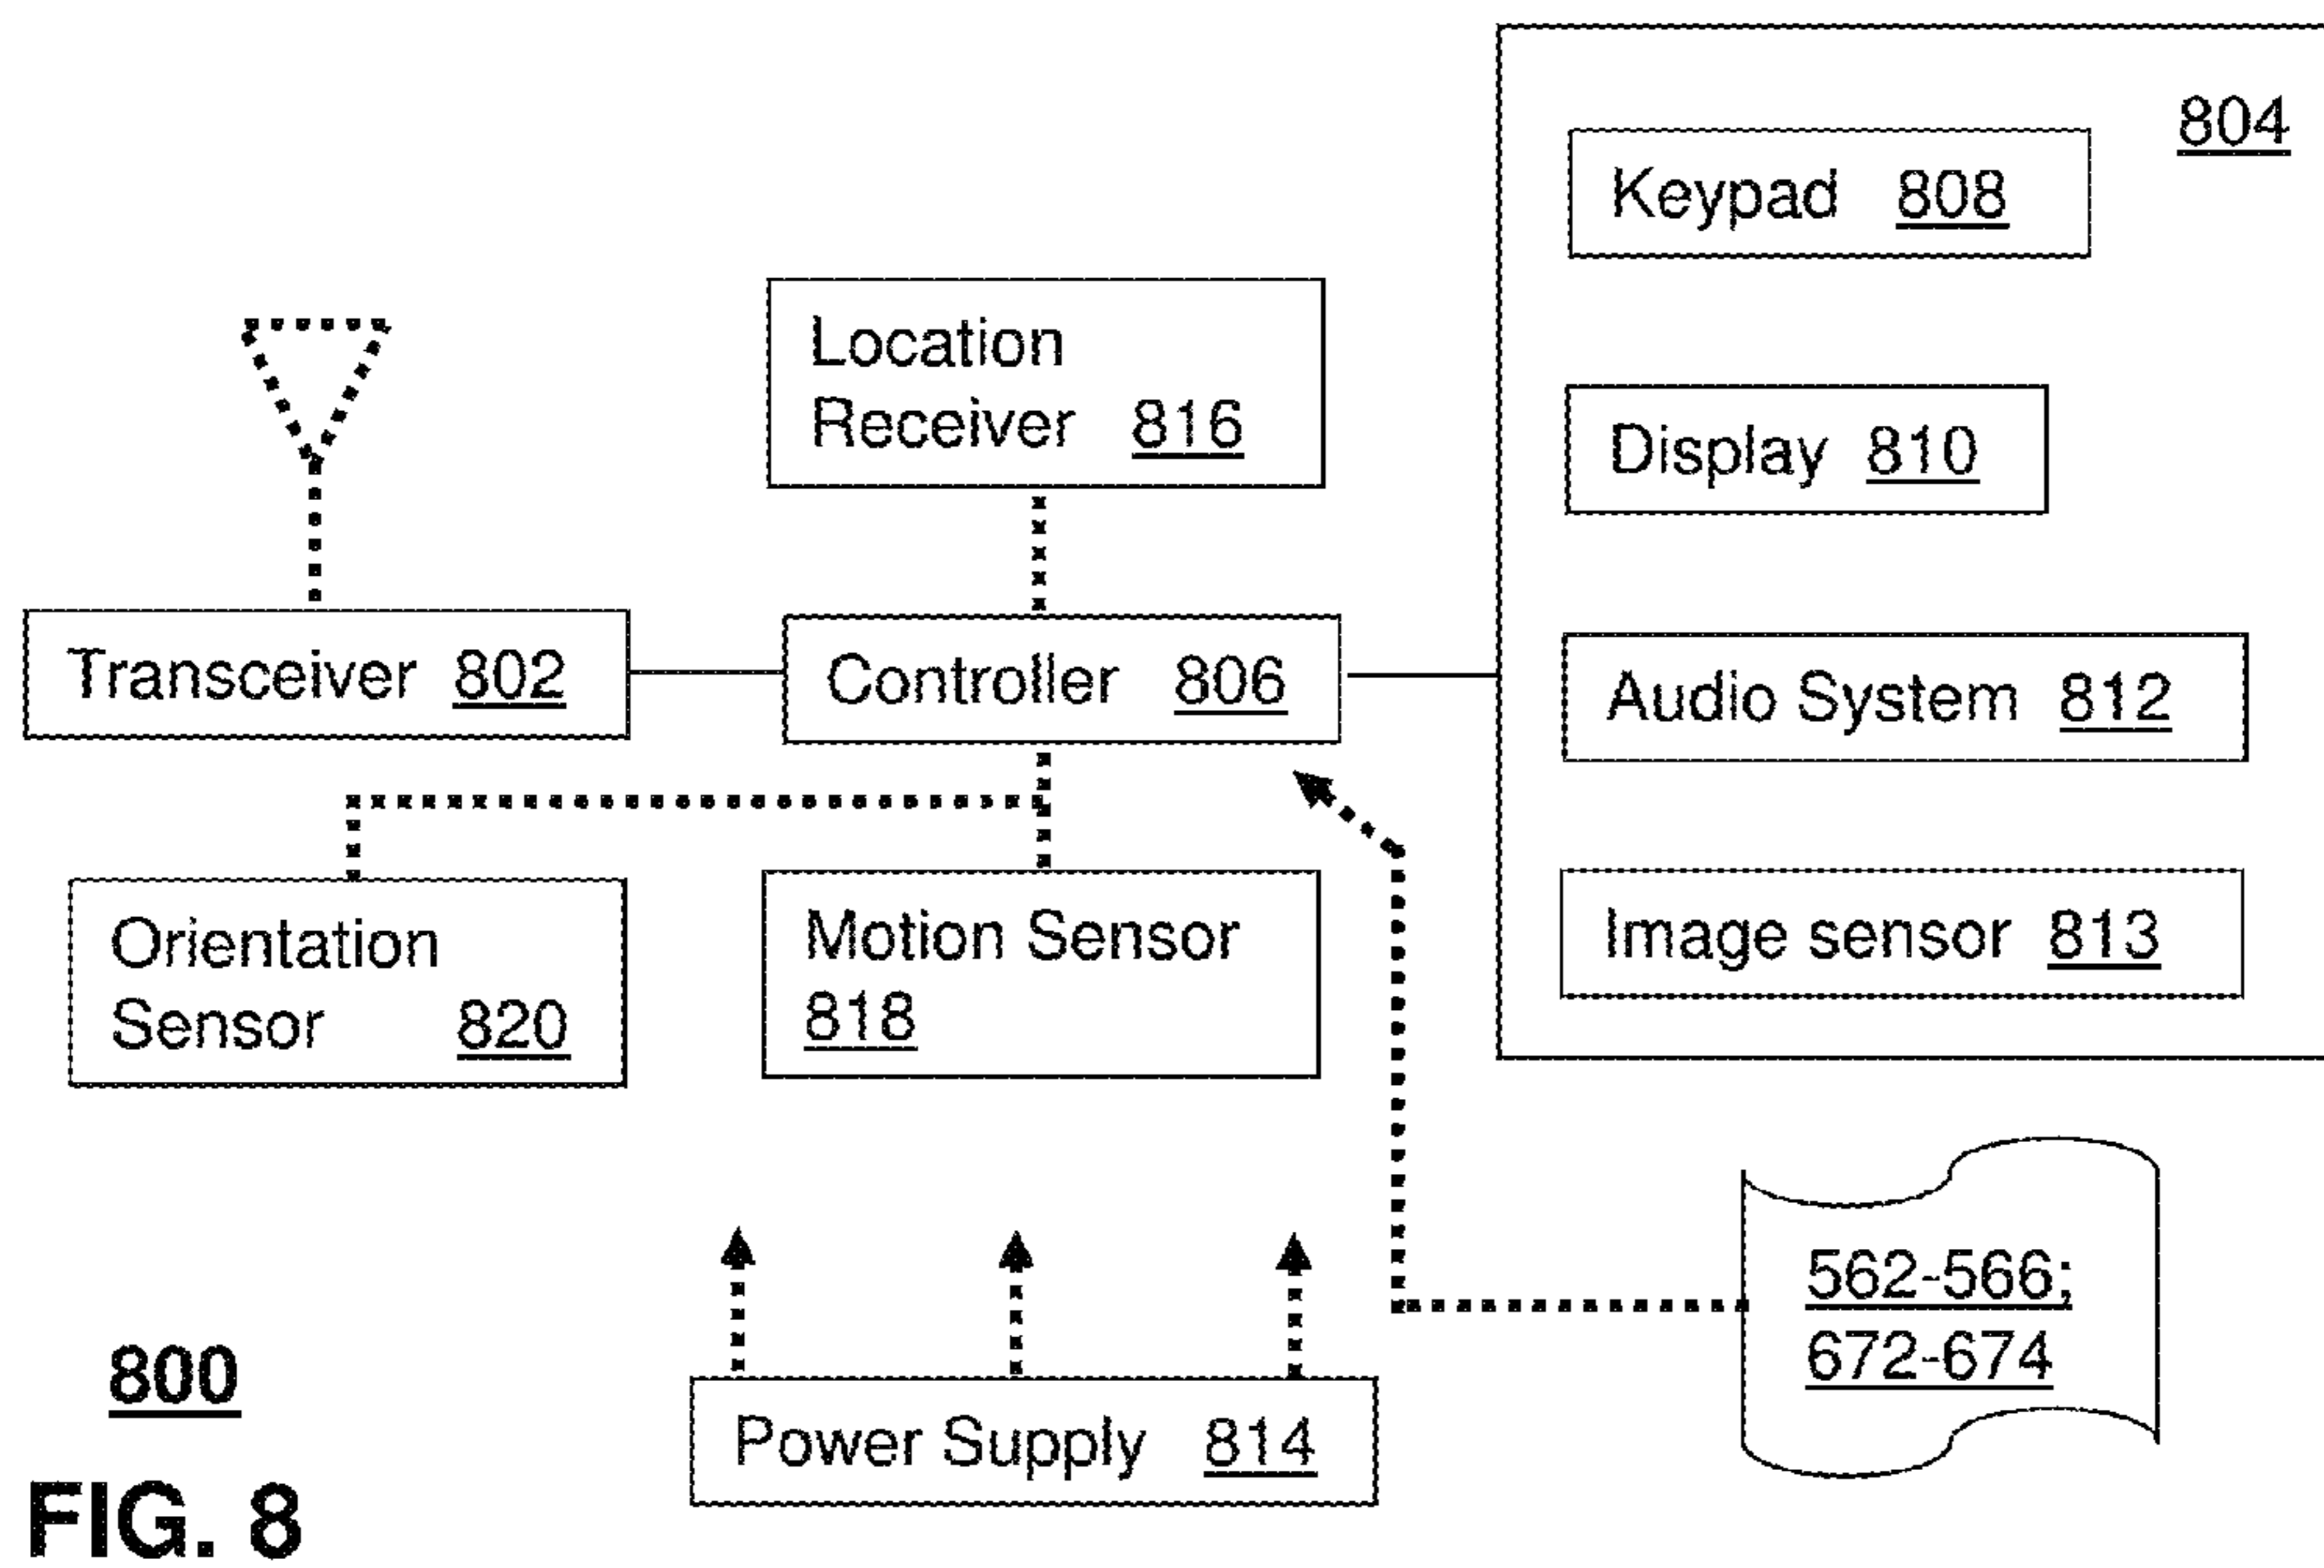 804
Keypad 808
Location
Receiver 816
Display 810
Transceiver 802
Controller 806
Audio System 812
Orientation
Sensor 820
Motion Sensor
818
Image sensor 813
562-566;
672-674
800
Power Supply 814
FIG. 8